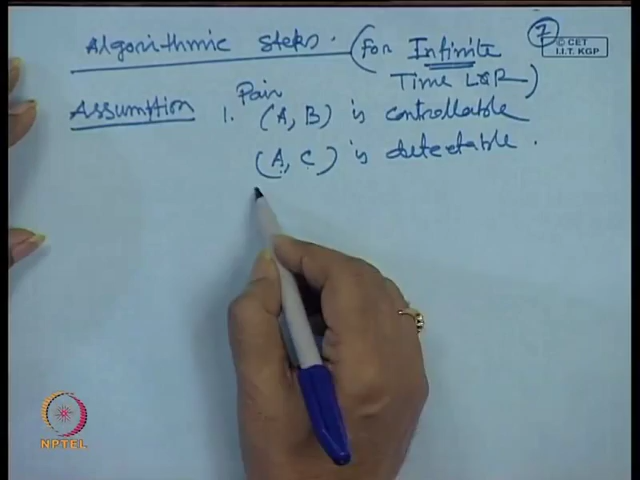 Algorithmic Steps. (For Infinite
Time LQR)
7
© CET
I.I.T. KGP
Assumption 1. Pair (A, B) is controllable
(A, C) is detectable.
NPTEL